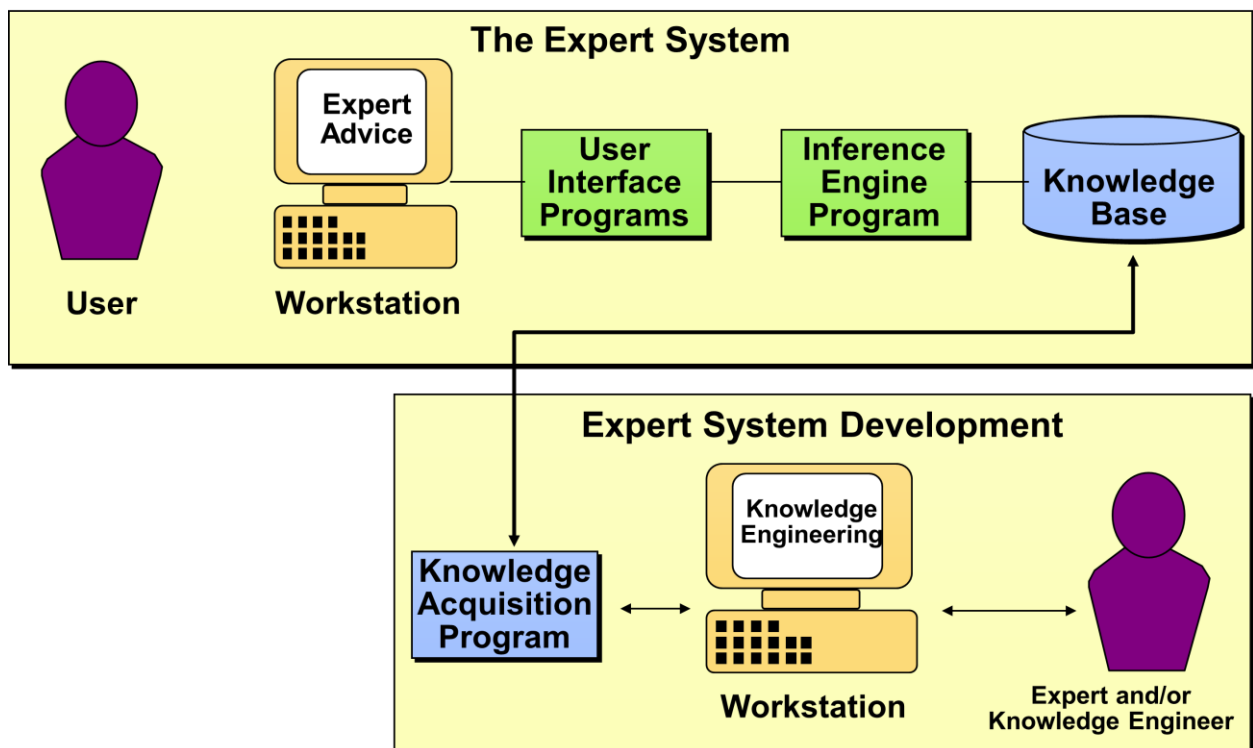 The Expert System
Expert
Advice
User
Interface
Programs
Inference
Engine
Program
Knowledge
Base
User
Workstation
Expert System Development
Knowledge
Engineering
Knowledge
Acquisition
Program
Workstation
Expert and/or
Knowledge Engineer